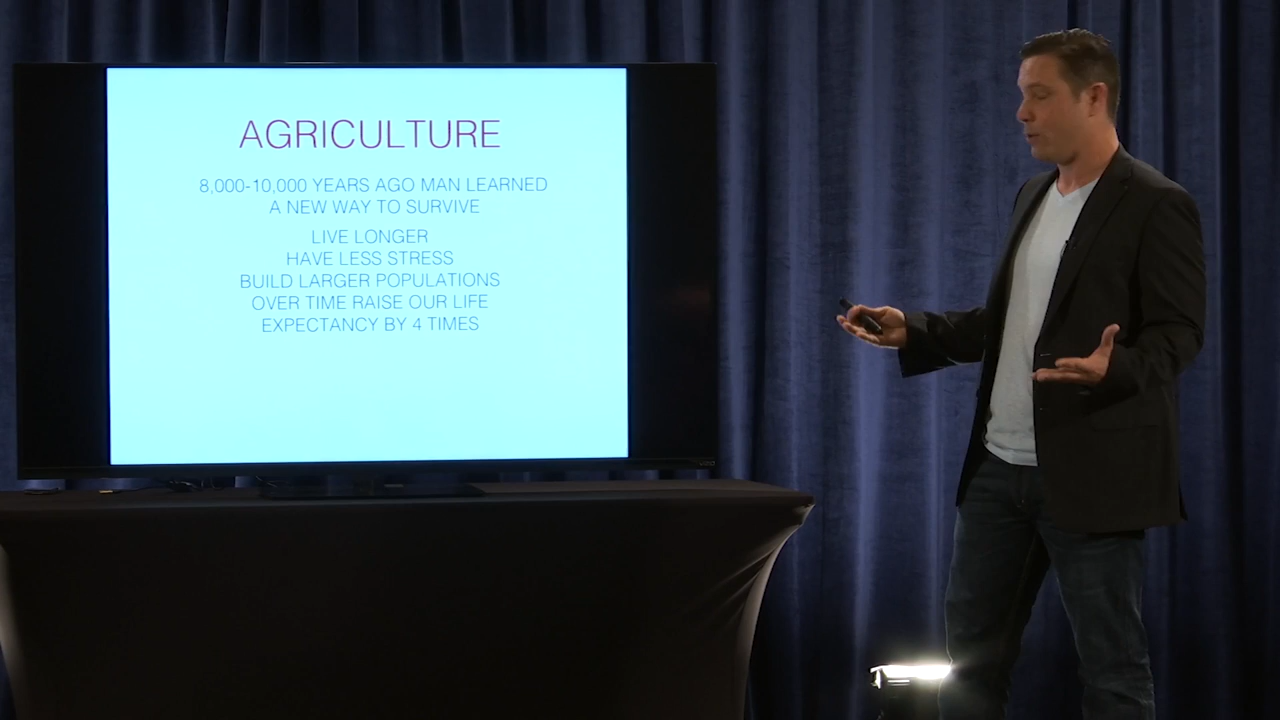 AGRICULTURE
8,000-10,000 YEARS AGO MAN LEARNED
A NEW WAY TO SURVIVE
LIVE LONGER
HAVE LESS STRESS
BUILD LARGER POPULATIONS
OVER TIME RAISE OUR LIFE
EXPECTANCY BY 4 TIMES